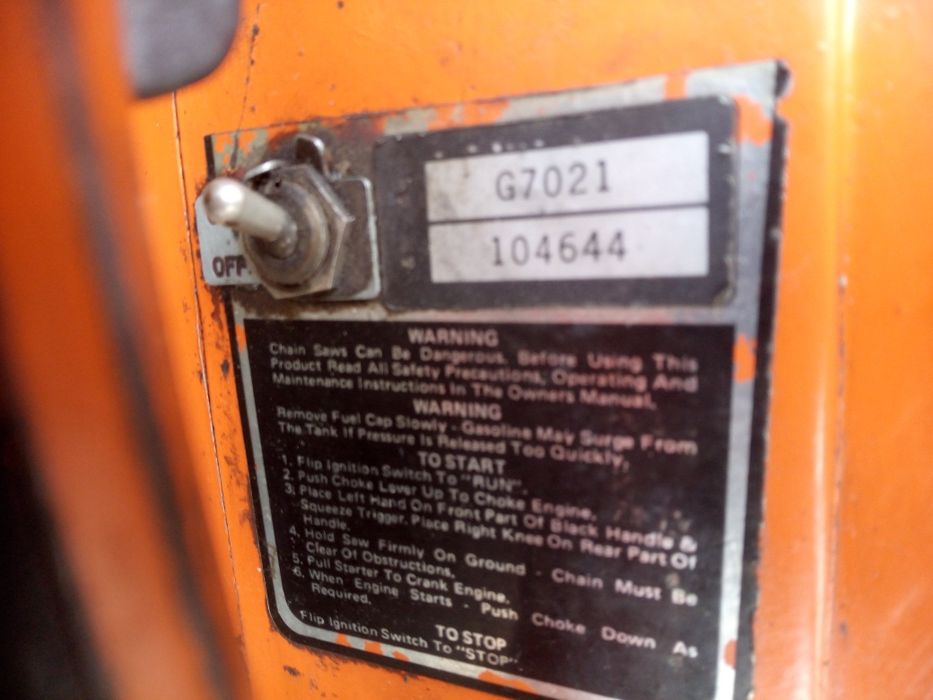 G7021
104644
OFF
WARNING
Chain Saws Can Be Dangerous. Before Using This
Product Read All Safety Precautions, Operating And
Maintenance Instructions In The Owners Manual.
WARNING
Remove Fuel Cap Slowly - Gasoline May Surge From
The Tank If Pressure Is Released Too Quickly.
TO START
1. Flip Ignition Switch To "RUN".
2. Push Choke Lever Up To Choke Engine.
3. Place Left Hand On Front Part Of Black Handle &
Squeeze Trigger. Place Right Knee On Rear Part Of
Handle.
4. Hold Saw Firmly On Ground - Chain Must Be
Clear Of Obstructions.
5. Pull Starter To Crank Engine.
6. When Engine Starts - Push Choke Down As
Required.
TO STOP
Flip Ignition Switch To "STOP"